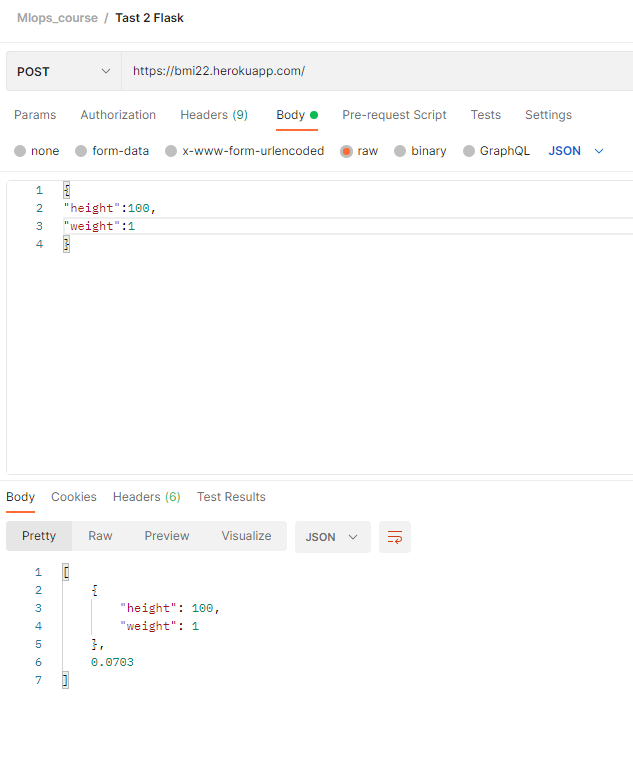 Mlops_course / Tast 2 Flask
POST https://bmi22.herokuapp.com/
Params Authorization Headers (9) Body Pre-request Script Tests Settings
none form-data x-www-form-urlencoded raw binary GraphQL JSON
1 {
2 "height":100,
3 "weight":1
4 }
Body Cookies Headers (6) Test Results
Pretty Raw Preview Visualize JSON
1 [
2 {
3 "height": 100,
4 "weight": 1
5 },
6 0.0703
7 ]